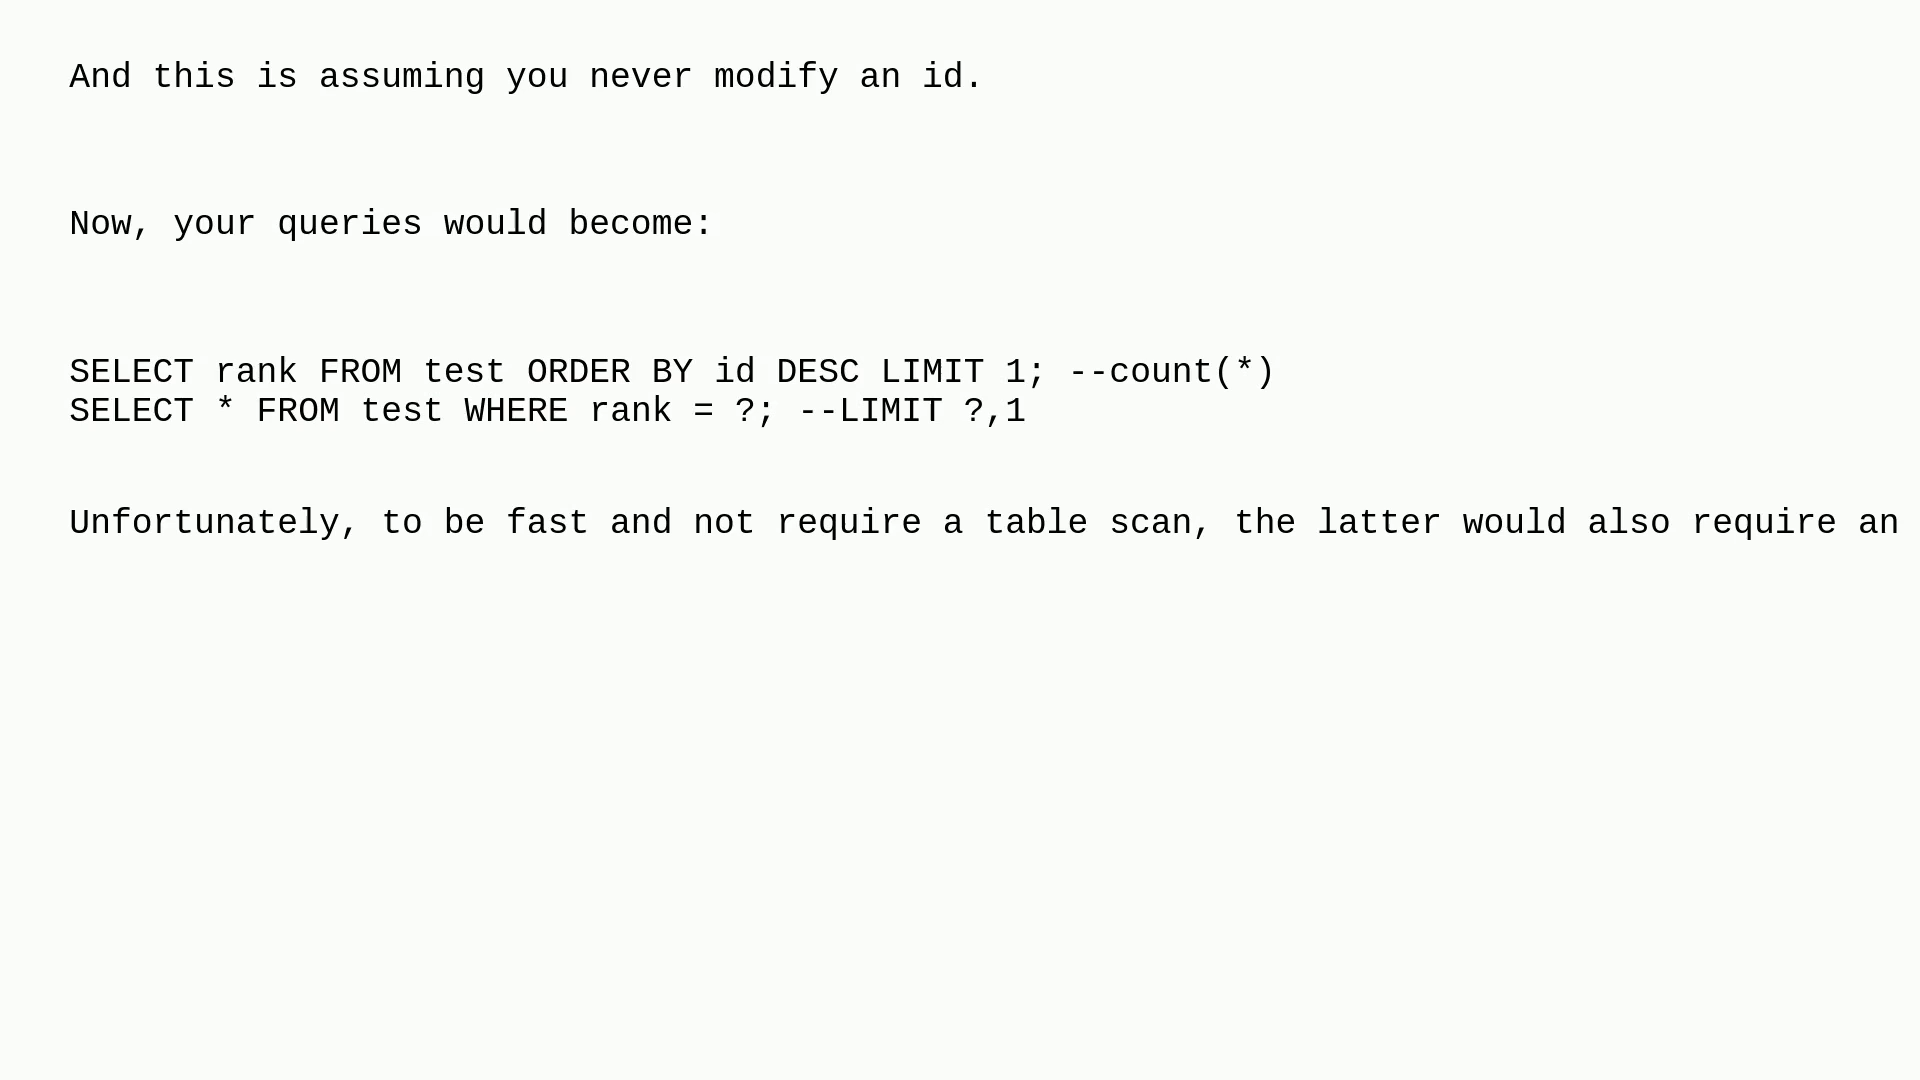 And this is assuming you never modify an id.
Now, your queries would become:
SELECT rank FROM test ORDER BY id DESC LIMIT 1; --count(*)
SELECT * FROM test WHERE rank = ?; --LIMIT ?,1
Unfortunately, to be fast and not require a table scan, the latter would also require an